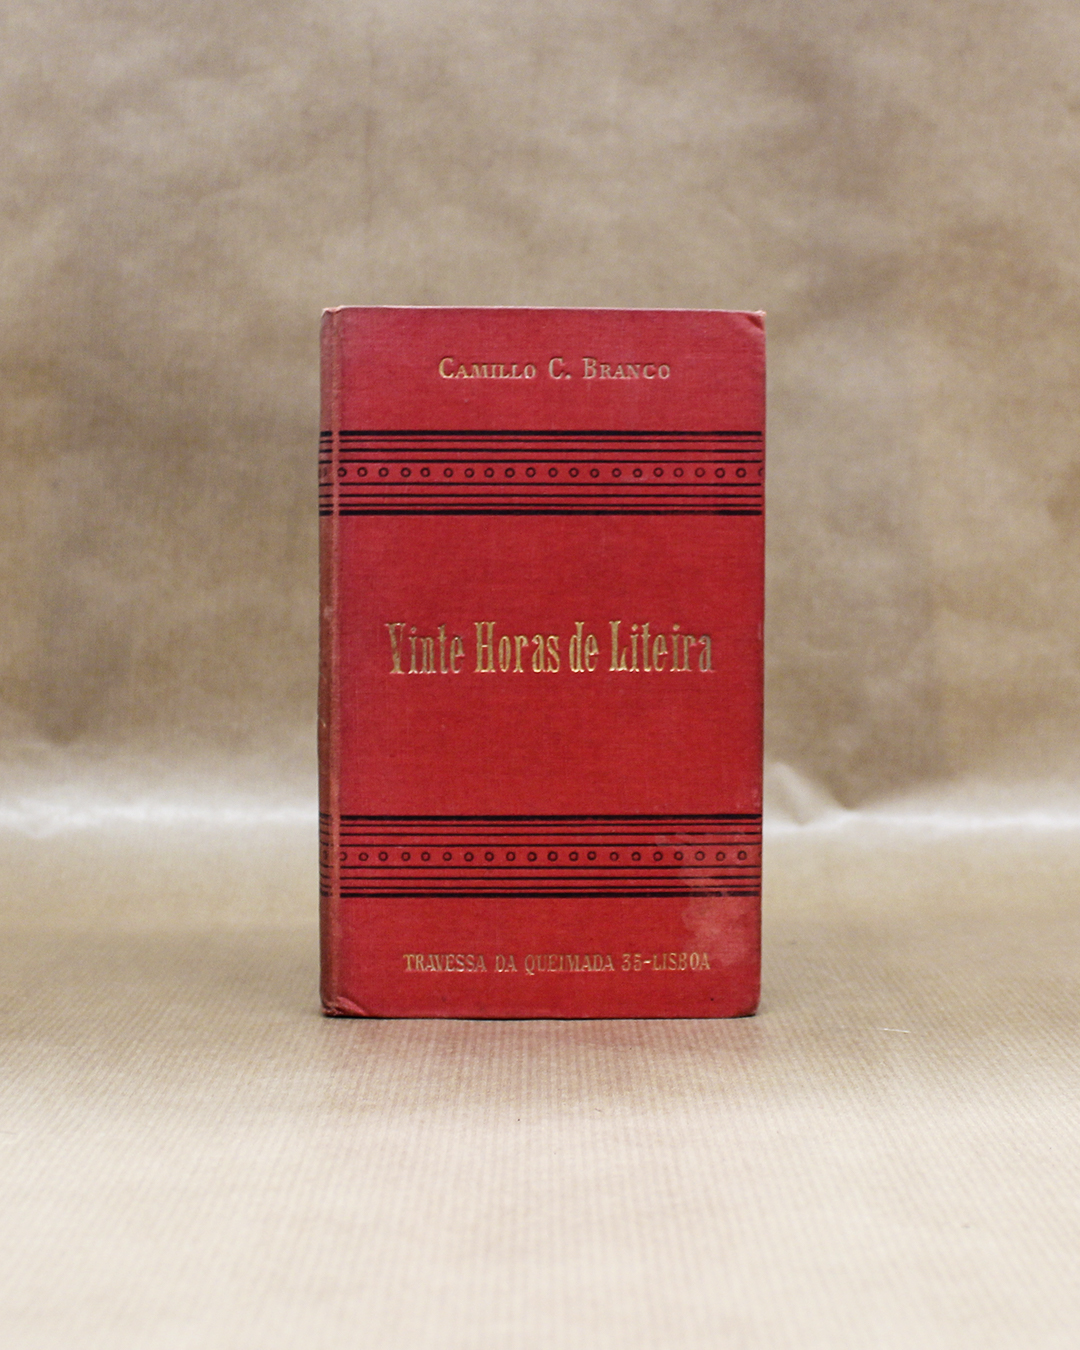 CAMILLO C. BRANCO
Vinte Horas de Liteira
TRAVESSA DA QUEIMADA 35-LISBOA